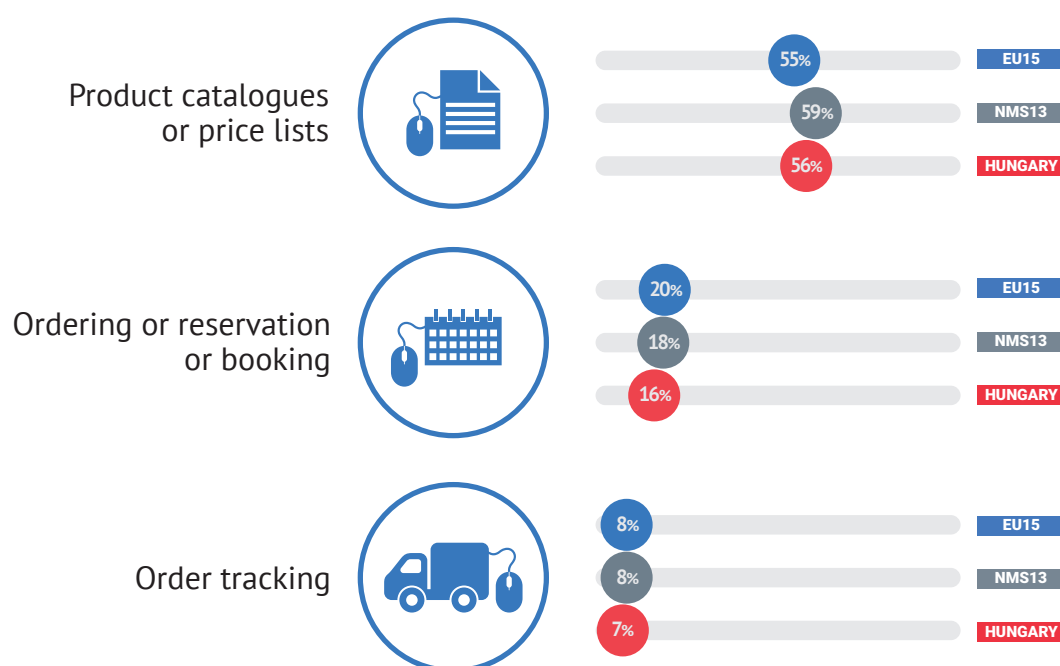 Product catalogues
or price lists
55%
EU15
59%
NMS13
56%
HUNGARY
Ordering or reservation
or booking
20%
EU15
18%
NMS13
16%
HUNGARY
Order tracking
8%
EU15
8%
NMS13
7%
HUNGARY